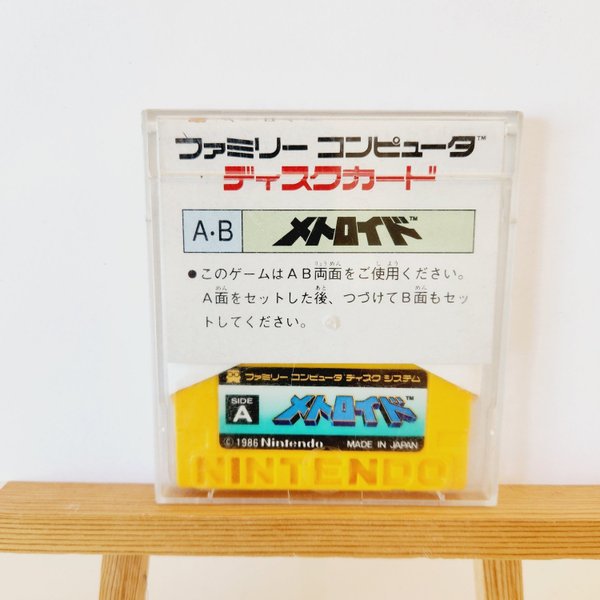 ファミリー コンピュータ™
ディスクカード
A・B メトロイド™
●このゲームはAB両面をご使用ください。
A面をセットした後、つづけてB面もセッ
トしてください。
ファミリー コンピュータ ディスク システム
SIDE A メトロイド™
©1986 Nintendo MADE IN JAPAN
NINTENDO